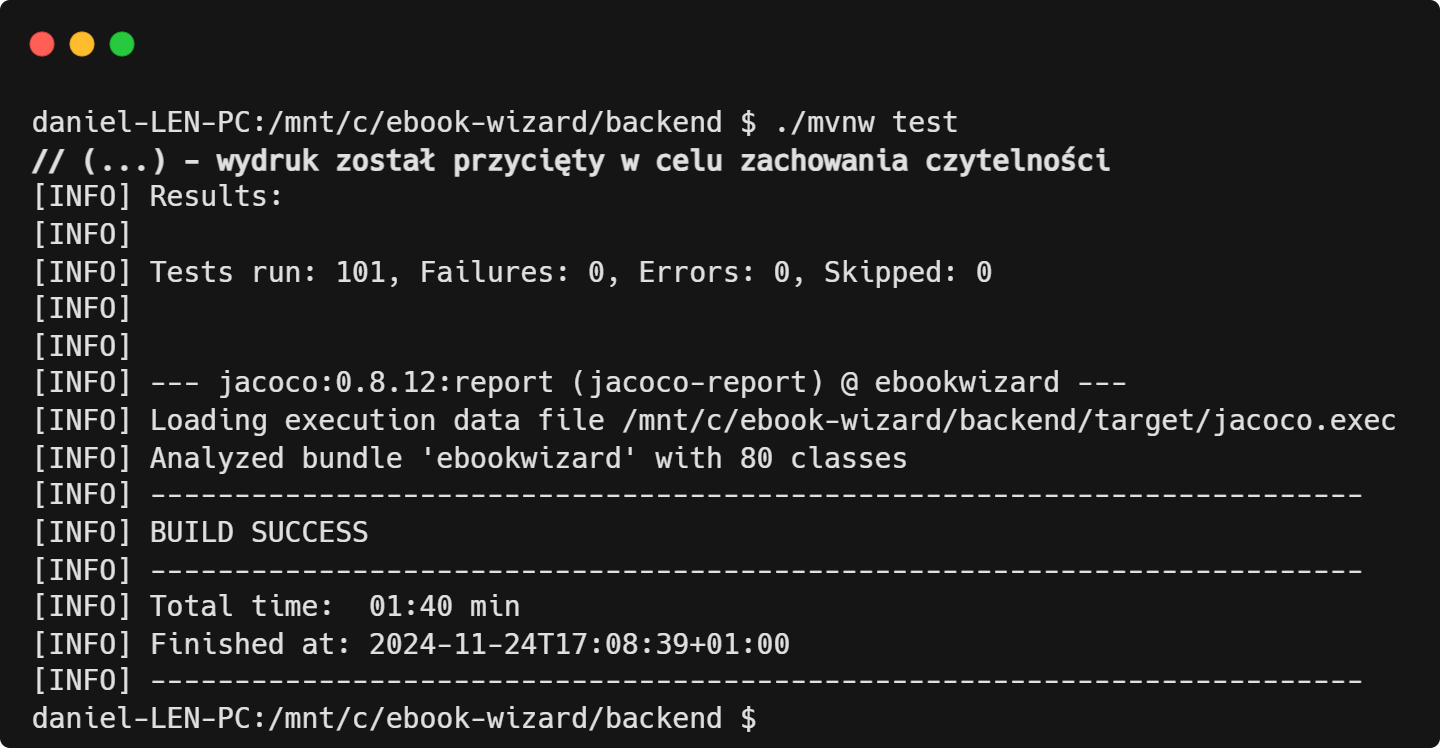 daniel-LEN-PC:/mnt/c/ebook-wizard/backend $ ./mvnw test
// (...) - wydruk został przycięty w celu zachowania czytelności
[INFO] Results:
[INFO]
[INFO] Tests run: 101, Failures: 0, Errors: 0, Skipped: 0
[INFO]
[INFO]
[INFO] --- jacoco:0.8.12:report (jacoco-report) @ ebookwizard ---
[INFO] Loading execution data file /mnt/c/ebook-wizard/backend/target/jacoco.exec
[INFO] Analyzed bundle 'ebookwizard' with 80 classes
[INFO] ------------------------------------------------------------------------
[INFO] BUILD SUCCESS
[INFO] ------------------------------------------------------------------------
[INFO] Total time:  01:40 min
[INFO] Finished at: 2024-11-24T17:08:39+01:00
[INFO] ------------------------------------------------------------------------
daniel-LEN-PC:/mnt/c/ebook-wizard/backend $